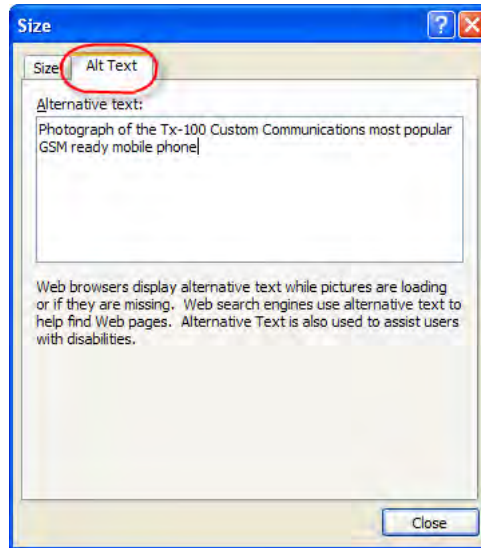 Size
Size
Alt Text
Alternative text:
Photograph of the Tx-100 Custom Communications most popular
GSM ready mobile phone
Web browsers display alternative text while pictures are loading
or if they are missing.  Web search engines use alternative text to
help find Web pages.  Alternative Text is also used to assist users
with disabilities.
Close